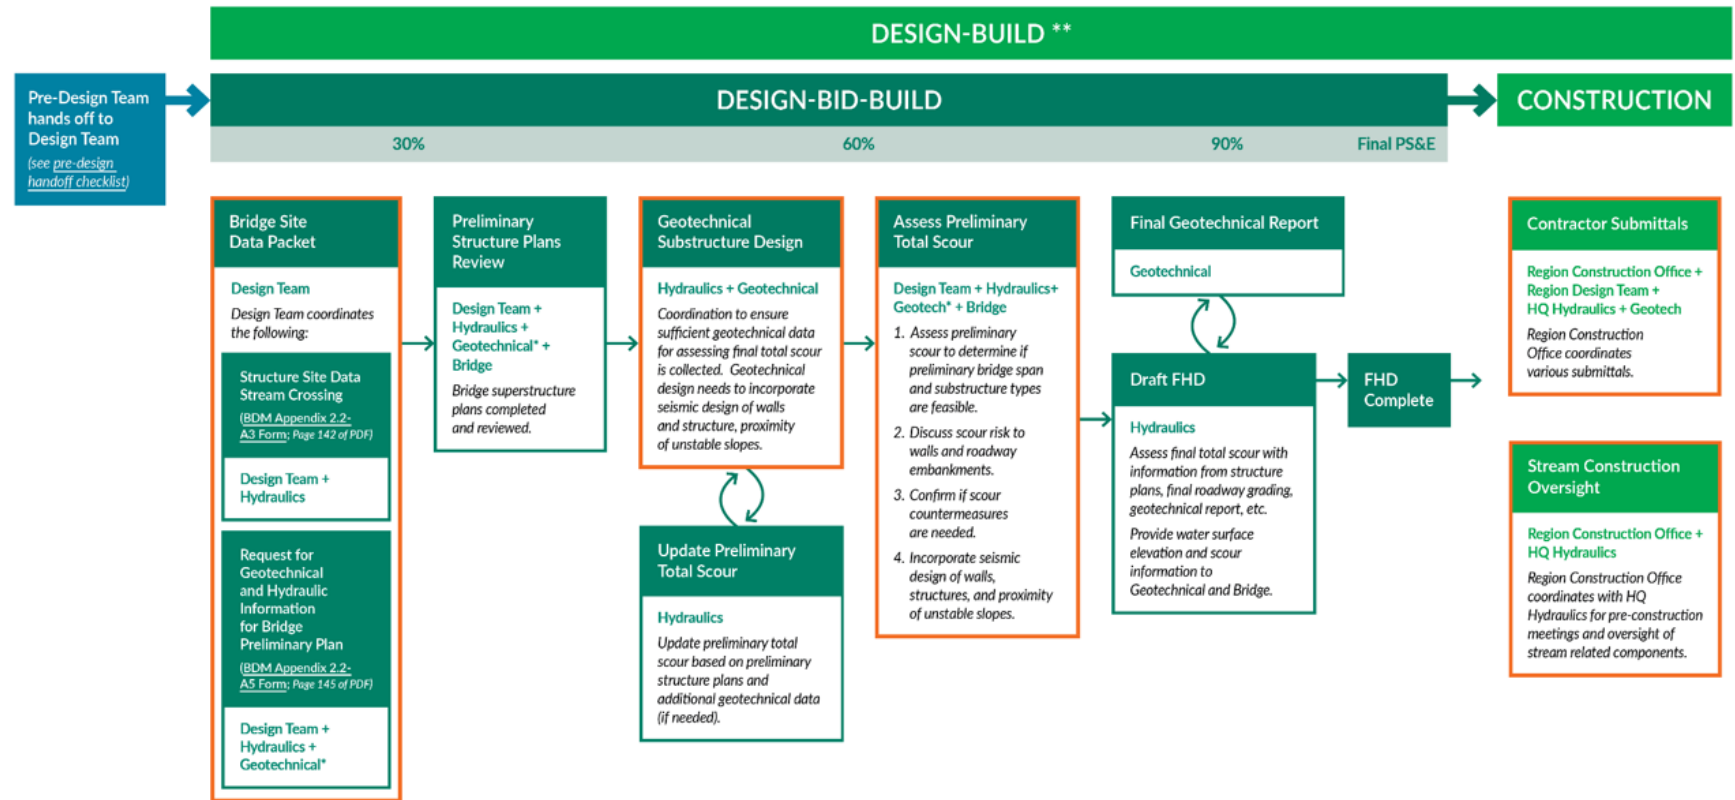 DESIGN-BUILD **
Pre-Design Team
hands off to
Design Team
(see pre-design
handoff checklist)
DESIGN-BID-BUILD
CONSTRUCTION
30%
60%
90%
Final PS&E
Bridge Site
Data Packet
Design Team
Design Team coordinates
the following:
Structure Site Data
Stream Crossing
(BDM Appendix 2.2-
A3 Form; Page 142 of PDF)
Design Team +
Hydraulics
Request for
Geotechnical
and Hydraulic
Information
for Bridge
Preliminary Plan
(BDM Appendix 2.2-
A5 Form; Page 145 of PDF)
Design Team +
Hydraulics +
Geotechnical*
Preliminary
Structure Plans
Review
Design Team +
Hydraulics +
Geotechnical* +
Bridge
Bridge superstructure
plans completed
and reviewed.
Geotechnical
Substructure Design
Hydraulics + Geotechnical
Coordination to ensure
sufficient geotechnical data
for assessing final total scour
is collected. Geotechnical
design needs to incorporate
seismic design of walls
and structure, proximity
of unstable slopes.
Update Preliminary
Total Scour
Hydraulics
Update preliminary total
scour based on preliminary
structure plans and
additional geotechnical data
(if needed).
Assess Preliminary
Total Scour
Design Team + Hydraulics+
Geotech* + Bridge
1. Assess preliminary
scour to determine if
preliminary bridge span
and substructure types
are feasible.
2. Discuss scour risk to
walls and roadway
embankments.
3. Confirm if scour
countermeasures
are needed.
4. Incorporate seismic
design of walls,
structures, and proximity
of unstable slopes.
Final Geotechnical Report
Geotechnical
Draft FHD
Hydraulics
Assess final total scour with
information from structure
plans, final roadway grading,
geotechnical report, etc.
Provide water surface
elevation and scour
information to
Geotechnical and Bridge.
FHD
Complete
Contractor Submittals
Region Construction Office +
Region Design Team +
HQ Hydraulics + Geotech
Region Construction
Office coordinates
various submittals.
Stream Construction
Oversight
Region Construction Office +
HQ Hydraulics
Region Construction Office
coordinates with HQ
Hydraulics for pre-construction
meetings and oversight of
stream related components.